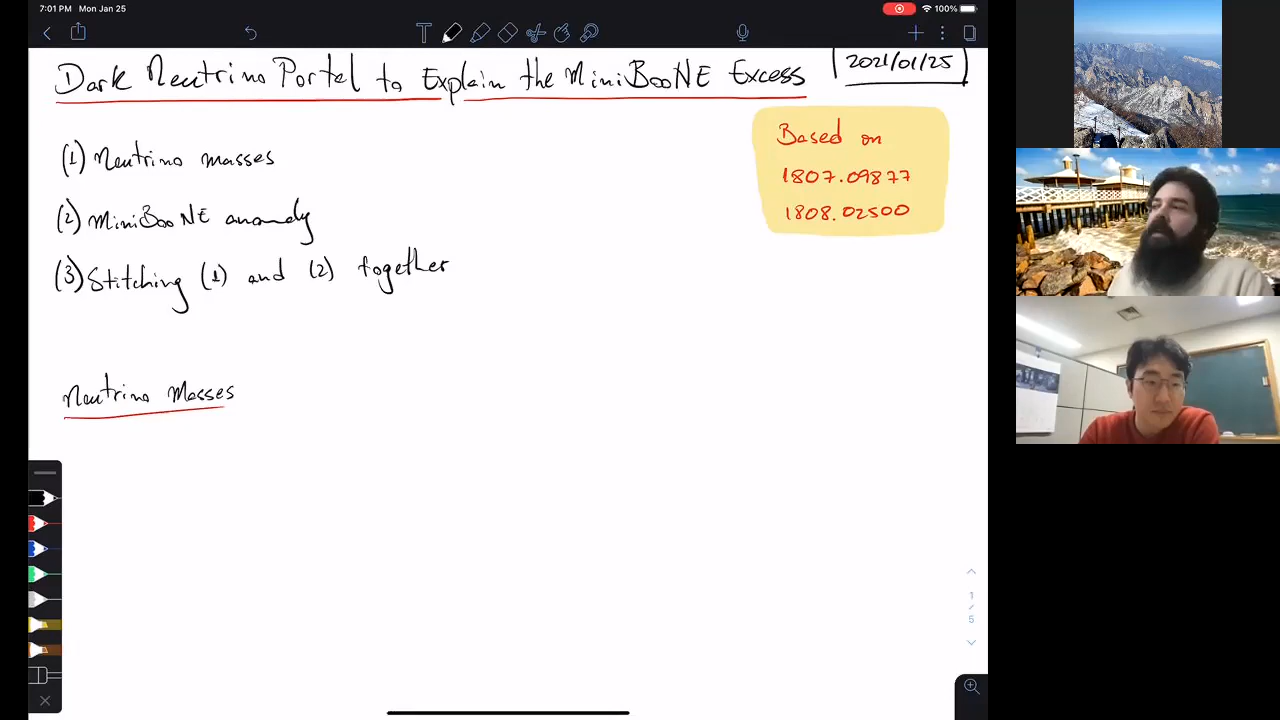 7:01 PM Mon Jan 25
100%
Dark Neutrino Portal to Explain the MiniBooNE Excess
2021/01/25
Based on
1807.09877
1808.02500
(1) Neutrino masses
(2) MiniBooNE anomaly
(3) Stitching (1) and (2) together
Neutrino Masses
1
/
5